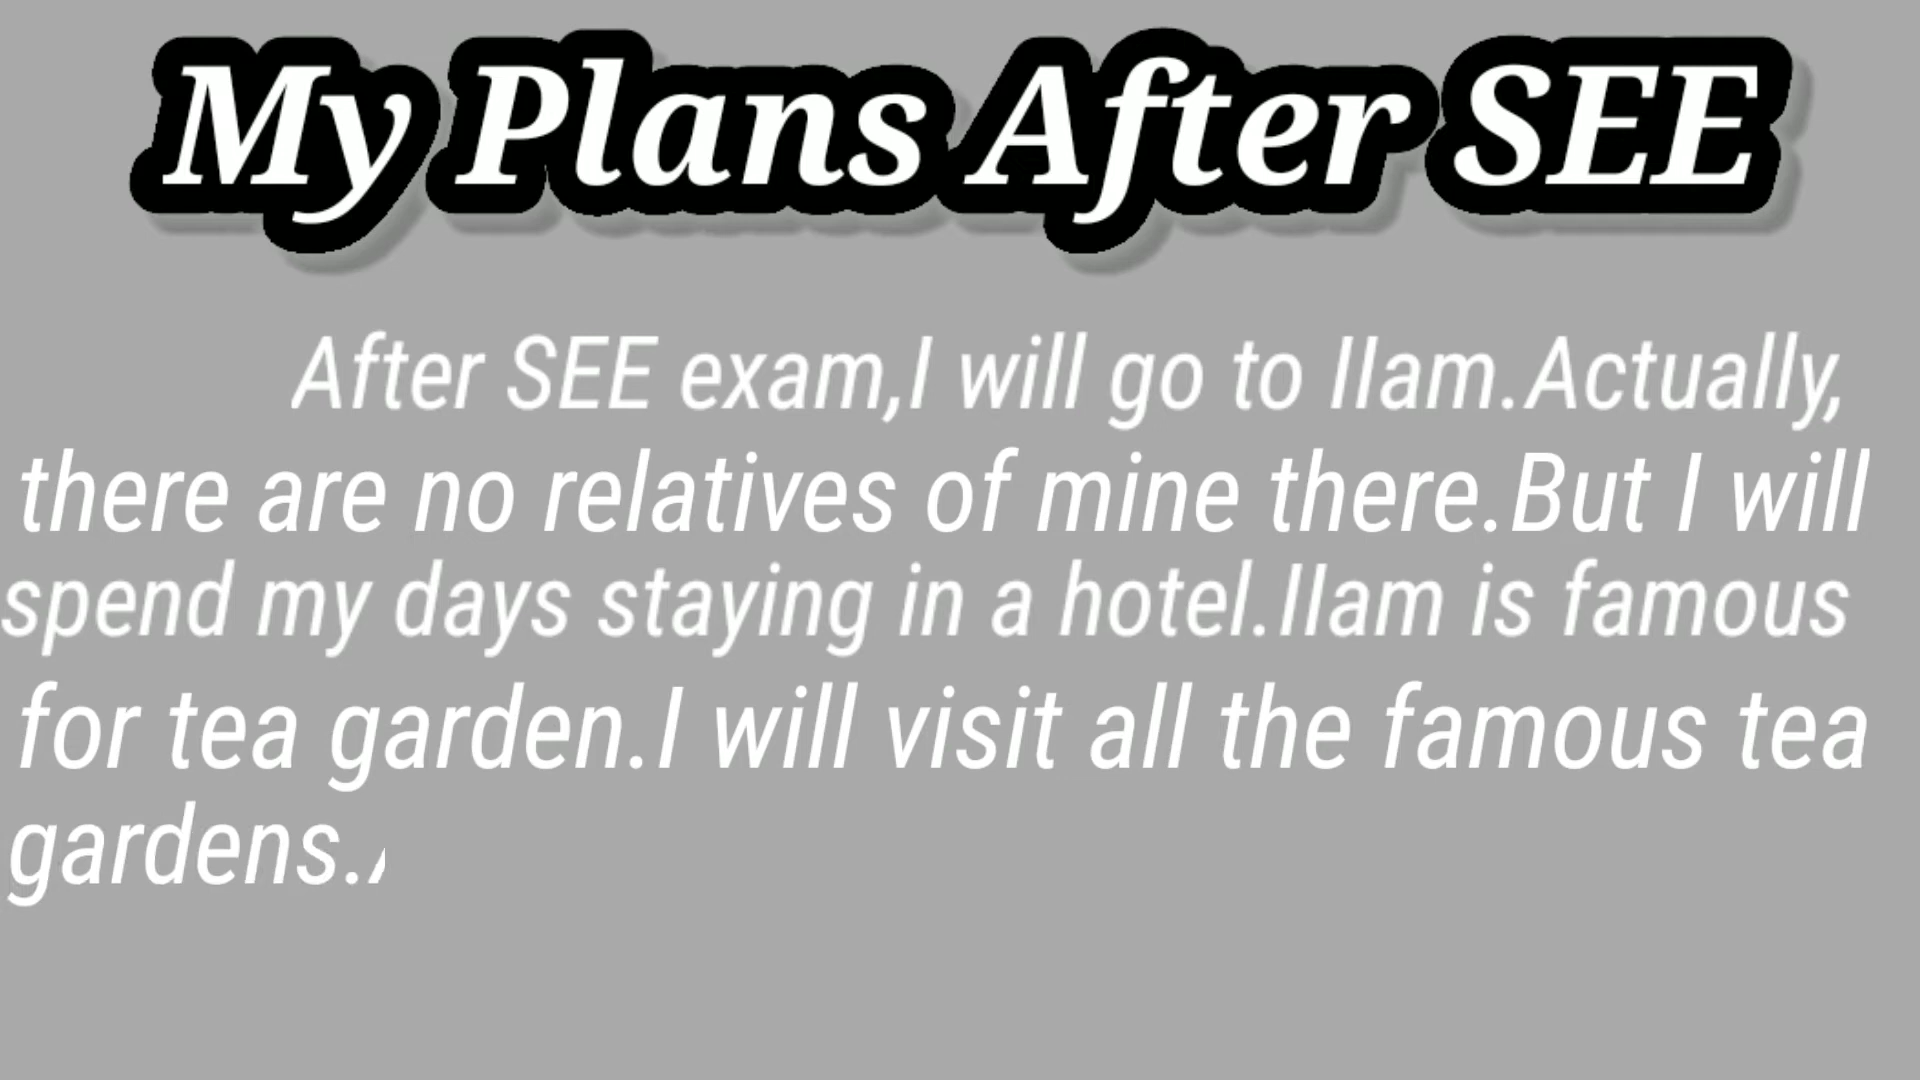 My Plans After SEE
After SEE exam,I will go to Ilam.Actually,
there are no relatives of mine there.But I will
spend my days staying in a hotel.Ilam is famous
for tea garden.I will visit all the famous tea
gardens.